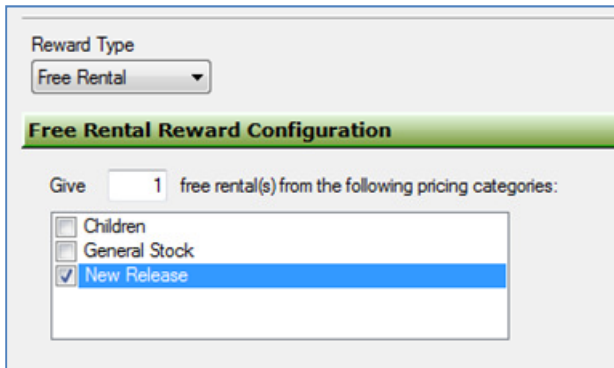 Reward Type
Free Rental
Free Rental Reward Configuration
Give 1 free rental(s) from the following pricing categories:
Children
General Stock
New Release